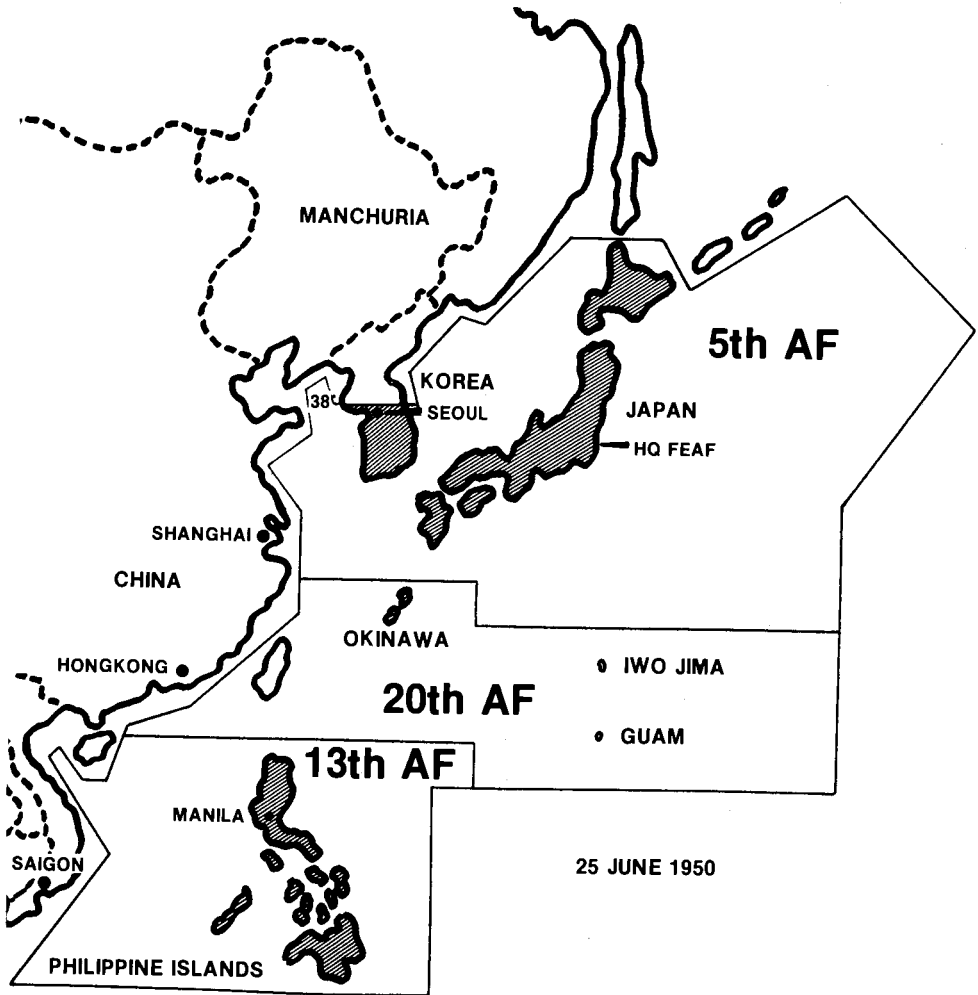 MANCHURIA
5th AF
KOREA
38°
SEOUL
JAPAN
HQ FEAF
SHANGHAI
CHINA
OKINAWA
HONGKONG
IWO JIMA
20th AF
GUAM
13th AF
MANILA
SAIGON
25 JUNE 1950
PHILIPPINE ISLANDS